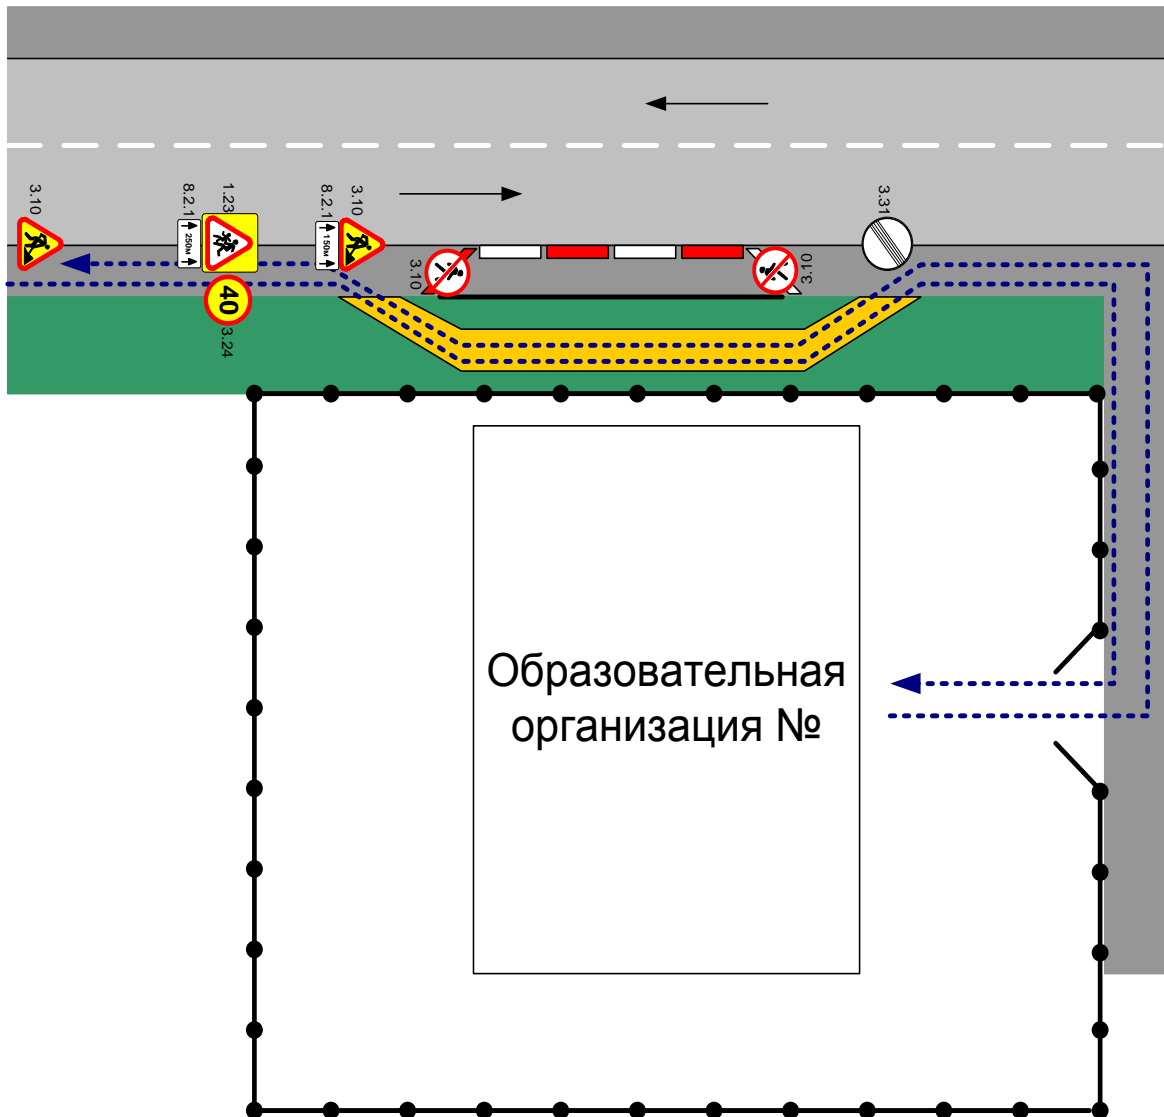 3.10
8.2.1
250м
1.23
40
3.24
8.2.1
150м
3.10
3.10
3.10
3.31
Образовательная
организация №